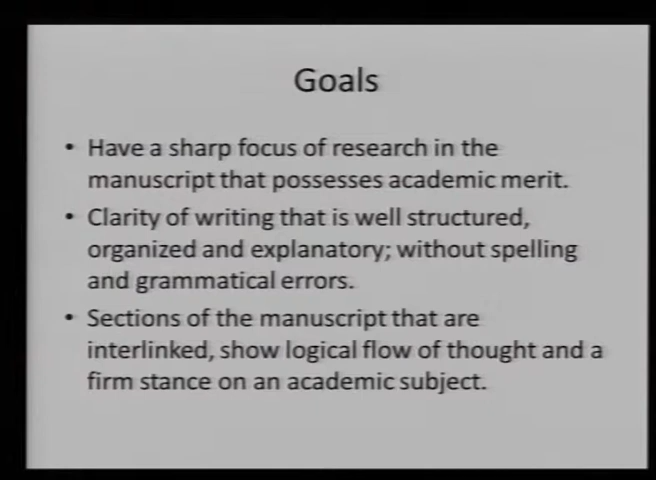 Goals
• Have a sharp focus of research in the
manuscript that possesses academic merit.
• Clarity of writing that is well structured,
organized and explanatory; without spelling
and grammatical errors.
• Sections of the manuscript that are
interlinked, show logical flow of thought and a
firm stance on an academic subject.